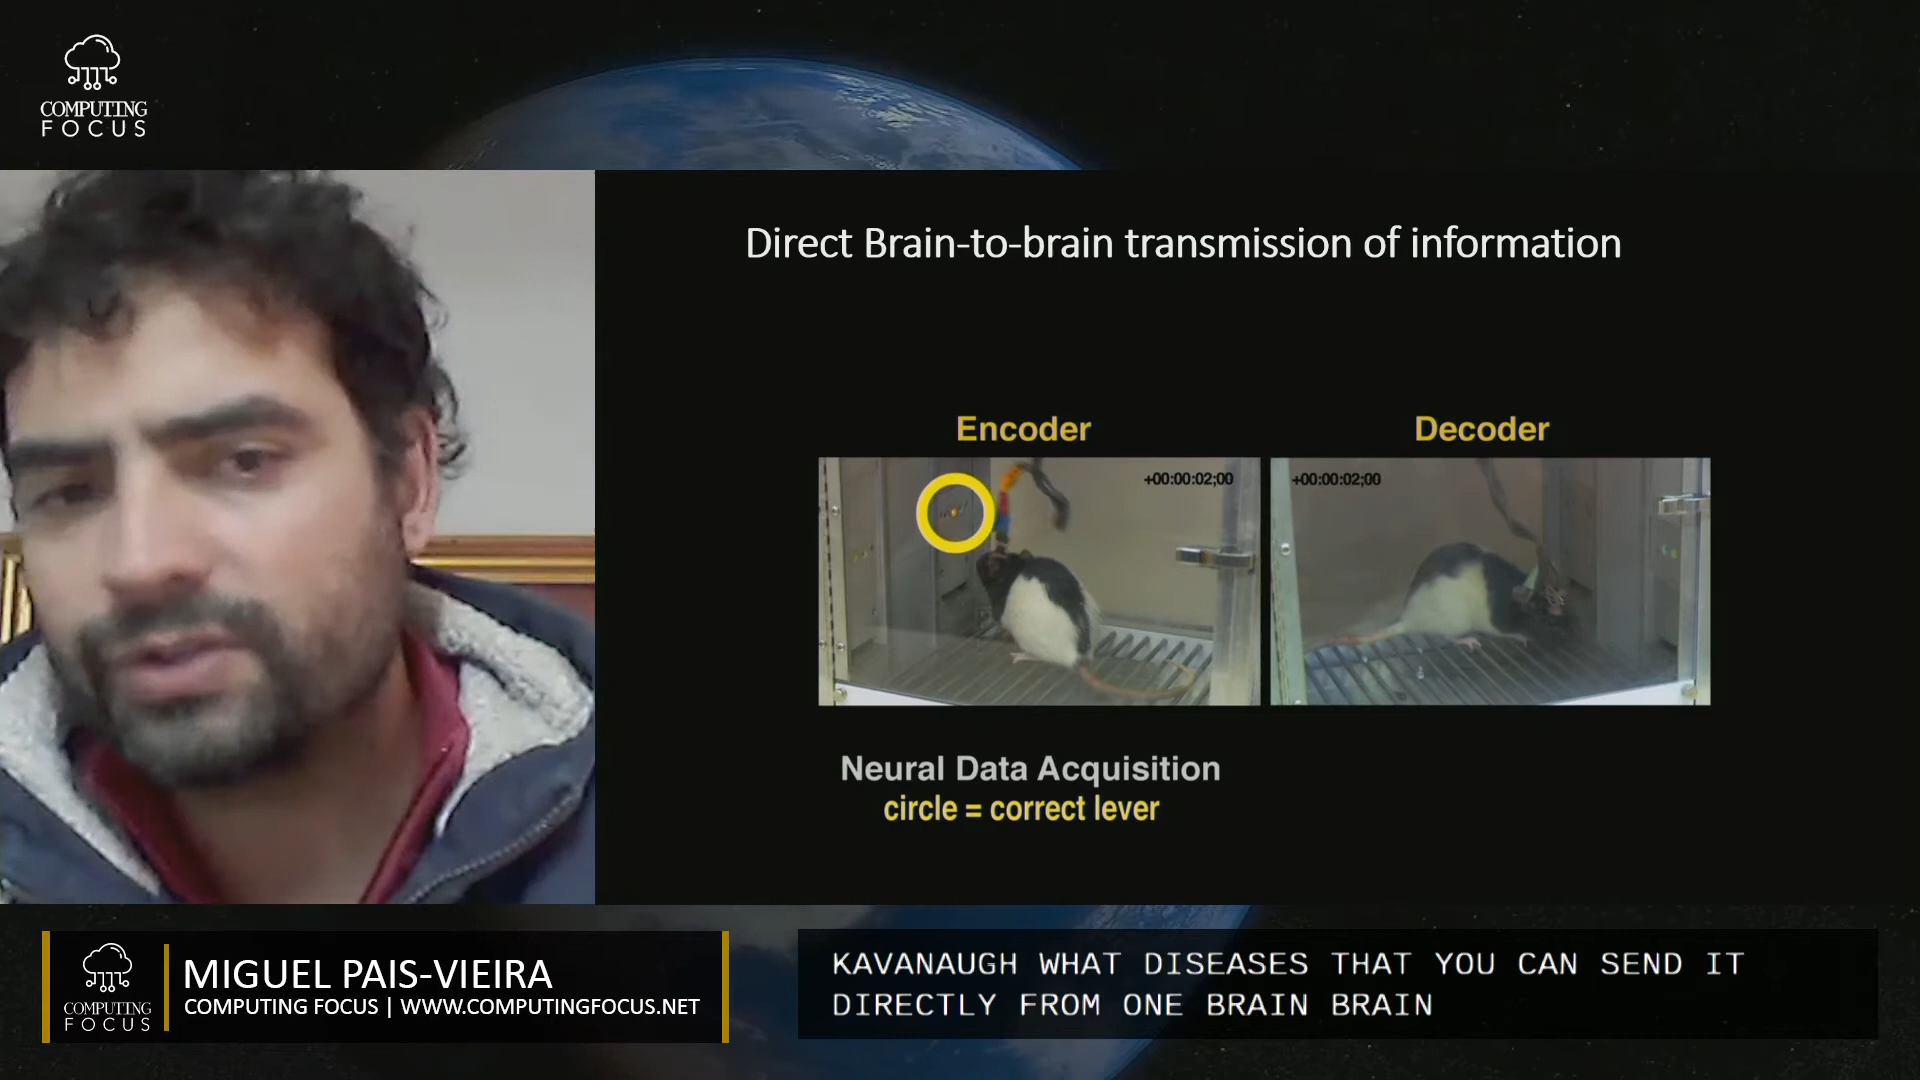 COMPUTING
FOCUS
Direct Brain-to-brain transmission of information
Encoder
Decoder
+00:00:02;00
+00:00:02;00
Neural Data Acquisition
circle = correct lever
COMPUTING
FOCUS
MIGUEL PAIS-VIEIRA
COMPUTING FOCUS | WWW.COMPUTINGFOCUS.NET
KAVANAUGH WHAT DISEASES THAT YOU CAN SEND IT
DIRECTLY FROM ONE BRAIN BRAIN